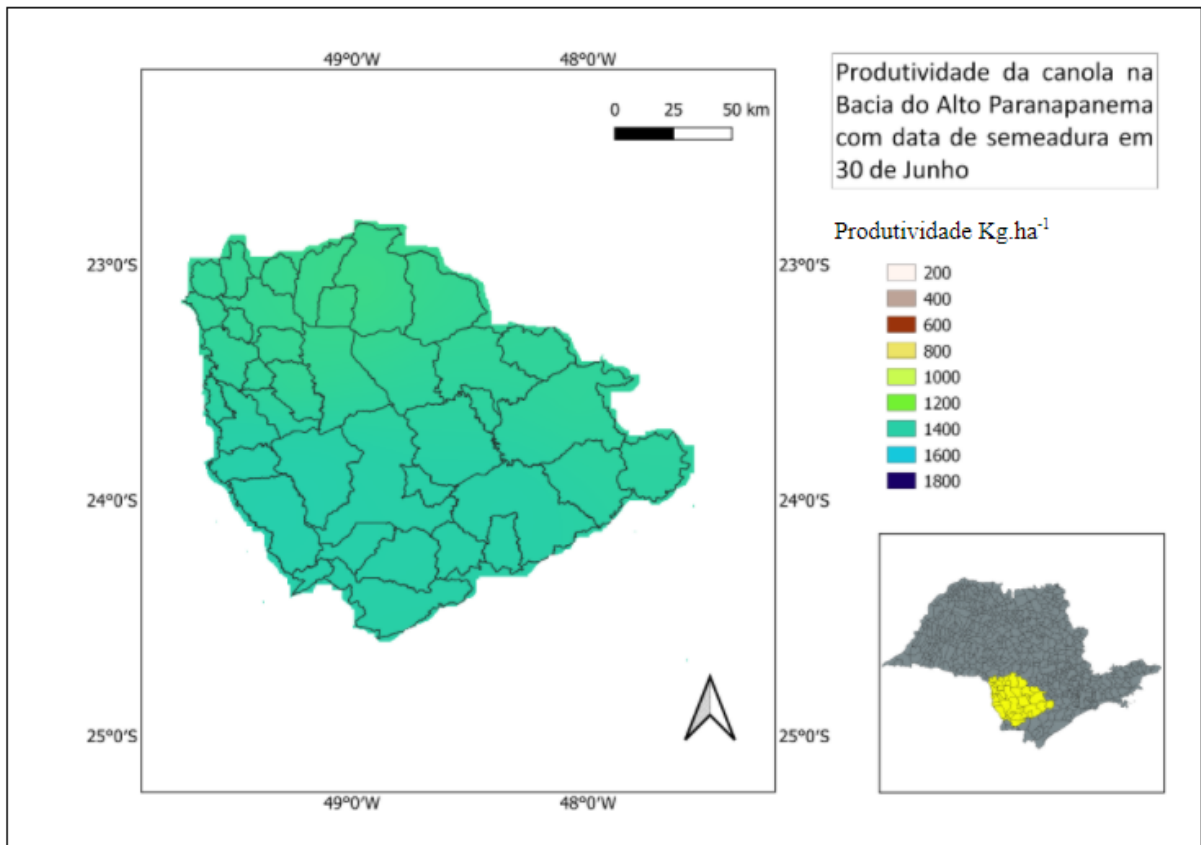 49°0'W 48°0'W
0 25 50 km
Produtividade da canola na
Bacia do Alto Paranapanema
com data de semeadura em
30 de Junho
Produtividade Kg.ha⁻¹
23°0'S 23°0'S
200
400
600
800
1000
1200
1400
1600
1800
24°0'S 24°0'S
25°0'S 25°0'S
49°0'W 48°0'W